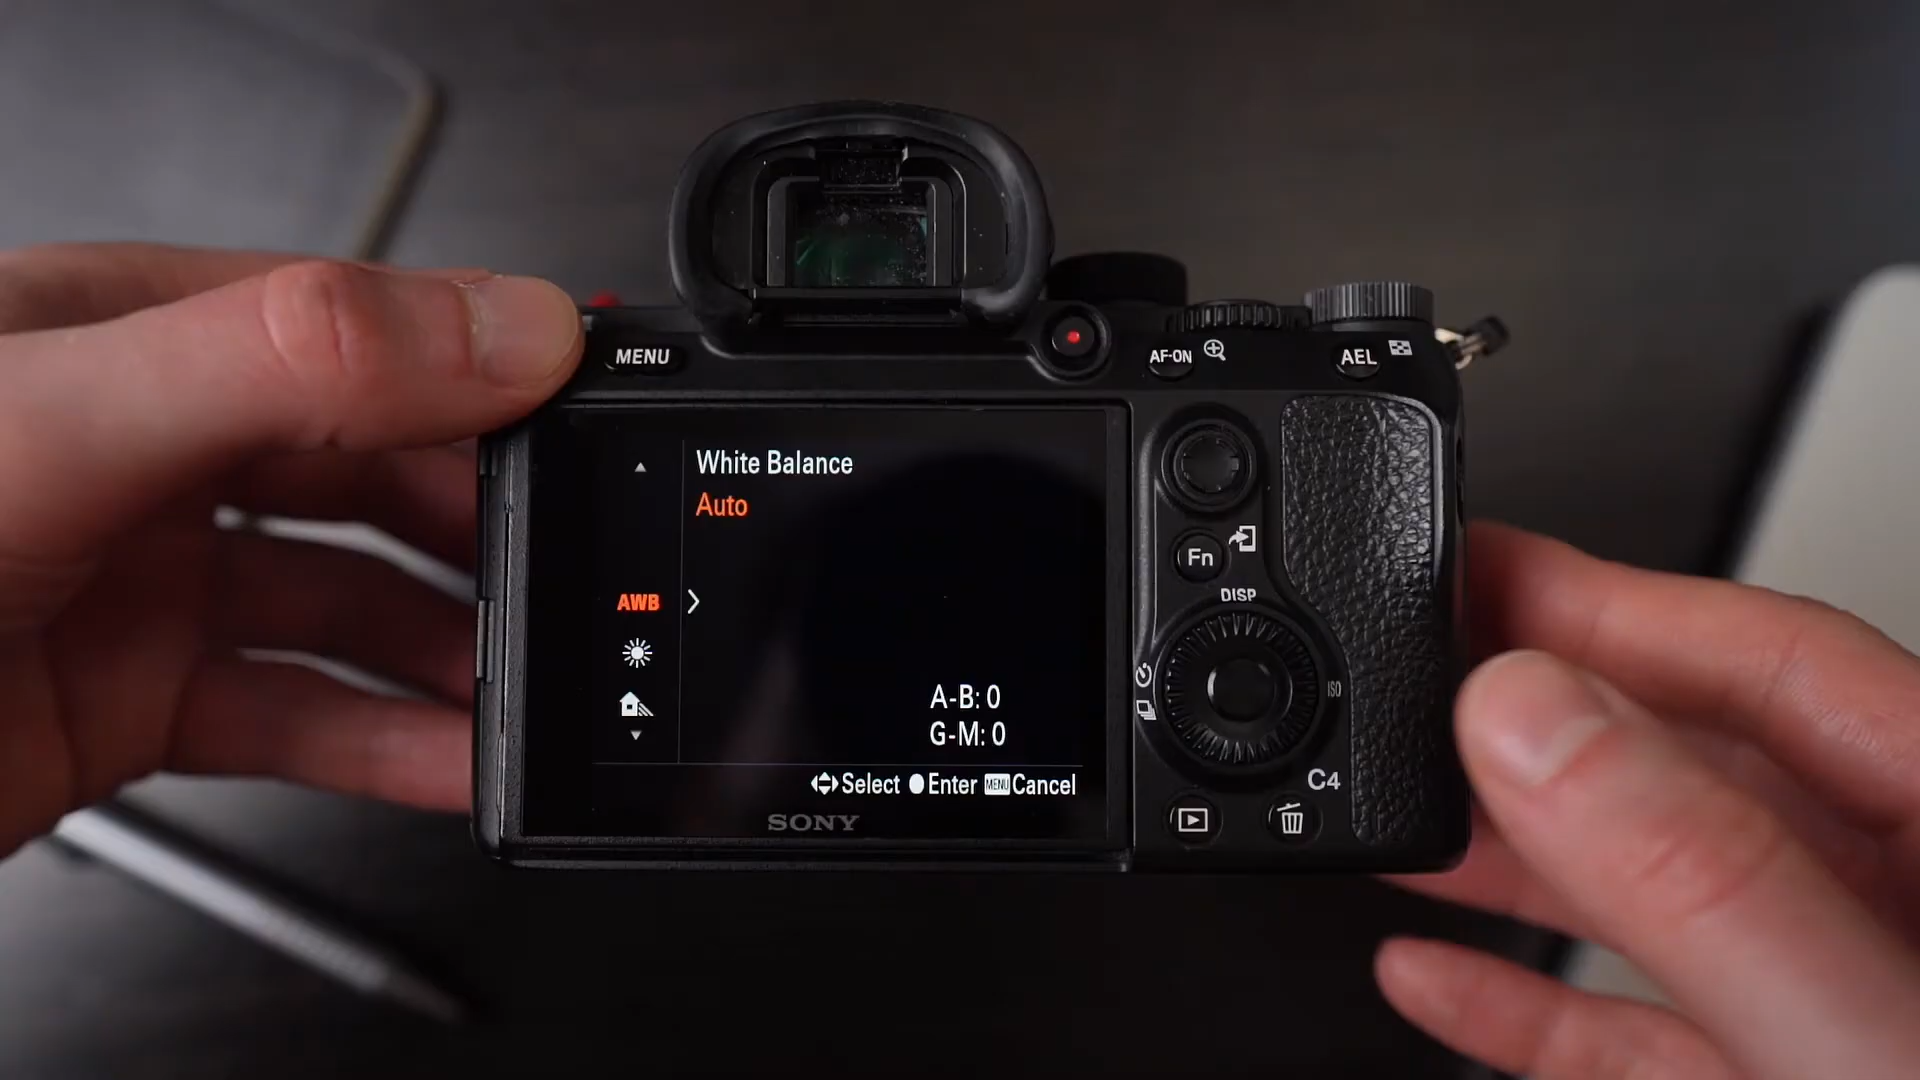 MENU
AF-ON
AEL
White Balance
Auto
AWB
Fn
DISP
ISO
A-B: 0
G-M: 0
Select Enter MENU Cancel
C4
SONY